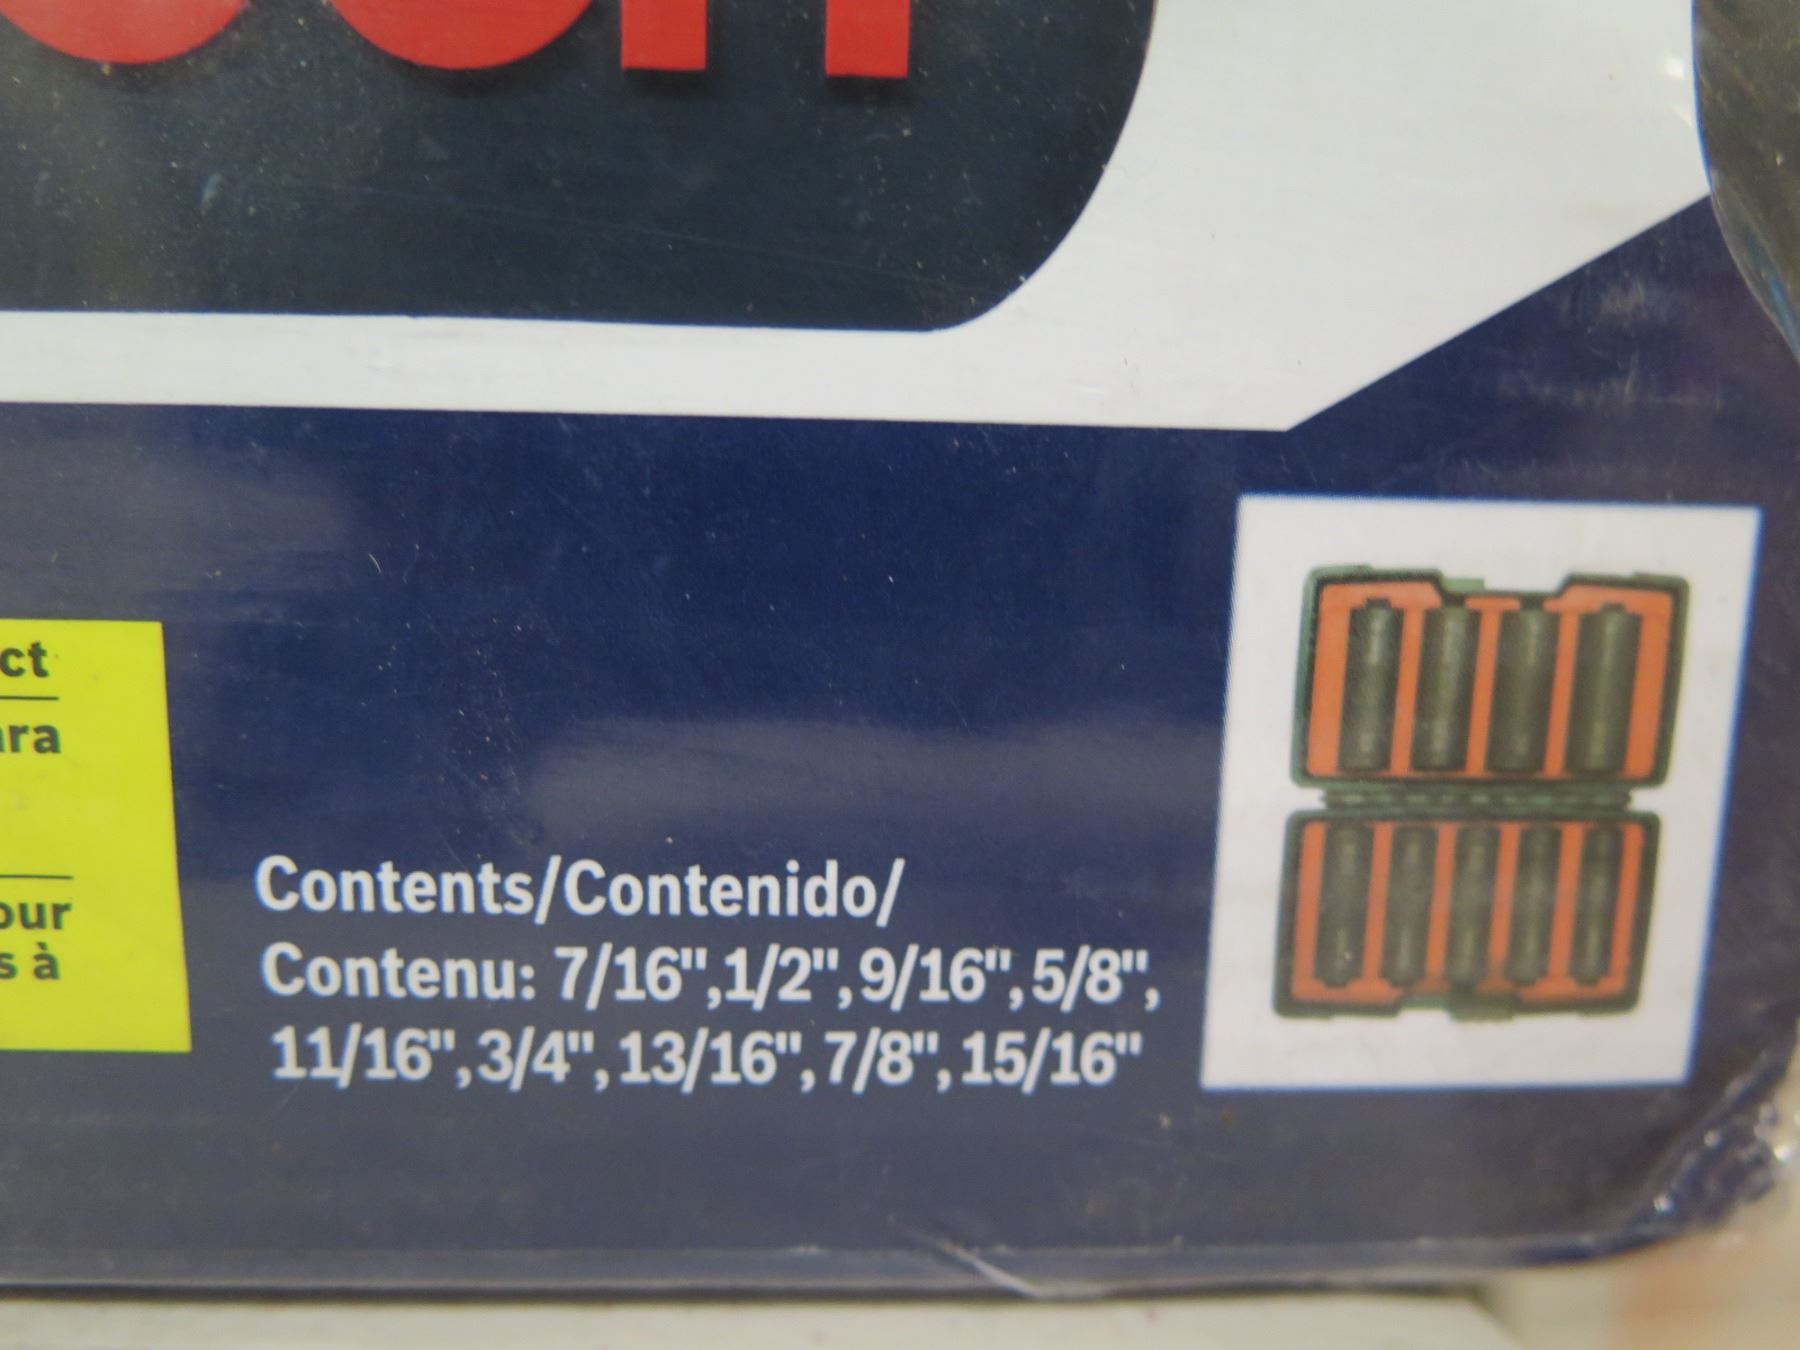 ct
ara
our
s à
Contents/Contenido/
Contenu: 7/16",1/2",9/16",5/8",
11/16",3/4",13/16",7/8",15/16"